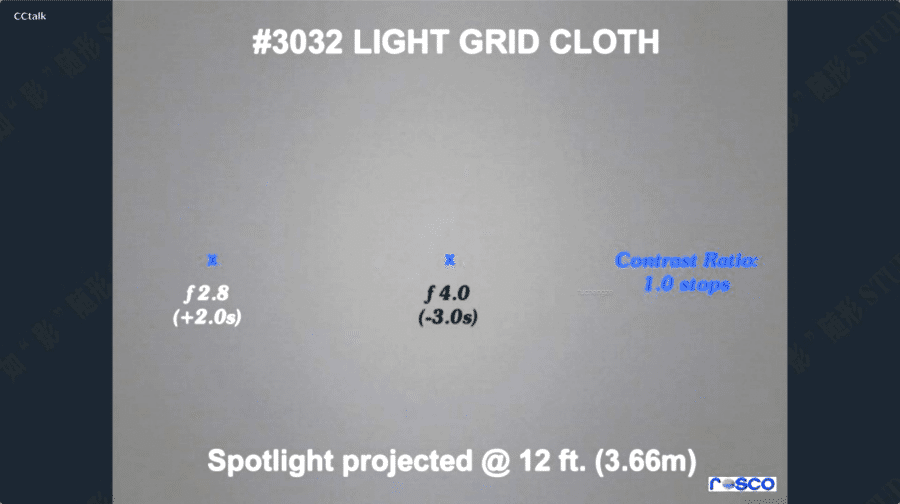 CCtalk
#3032 LIGHT GRID CLOTH
x x
Contrast Ratio:
1.0 stops
ƒ 2.8
(+2.0s)
ƒ 4.0
(-3.0s)
Spotlight projected @ 12 ft. (3.66m)
rosco